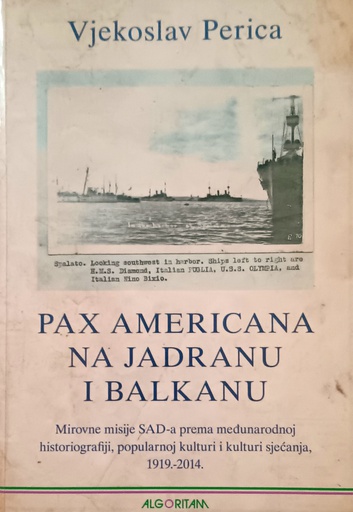 Vjekoslav Perica
Spalato. Looking southwest in harbor. Ships left to right are
H.M.S. Diamond, Italian PUGLIA, U.S.S. OLYMPIA, and
Italian Nino Bixio.
PAX AMERICANA
NA JADRANU
I BALKANU
Mirovne misije SAD-a prema međunarodnoj
historiografiji, popularnoj kulturi i kulturi sjećanja,
1919.-2014.
ALGORITAM